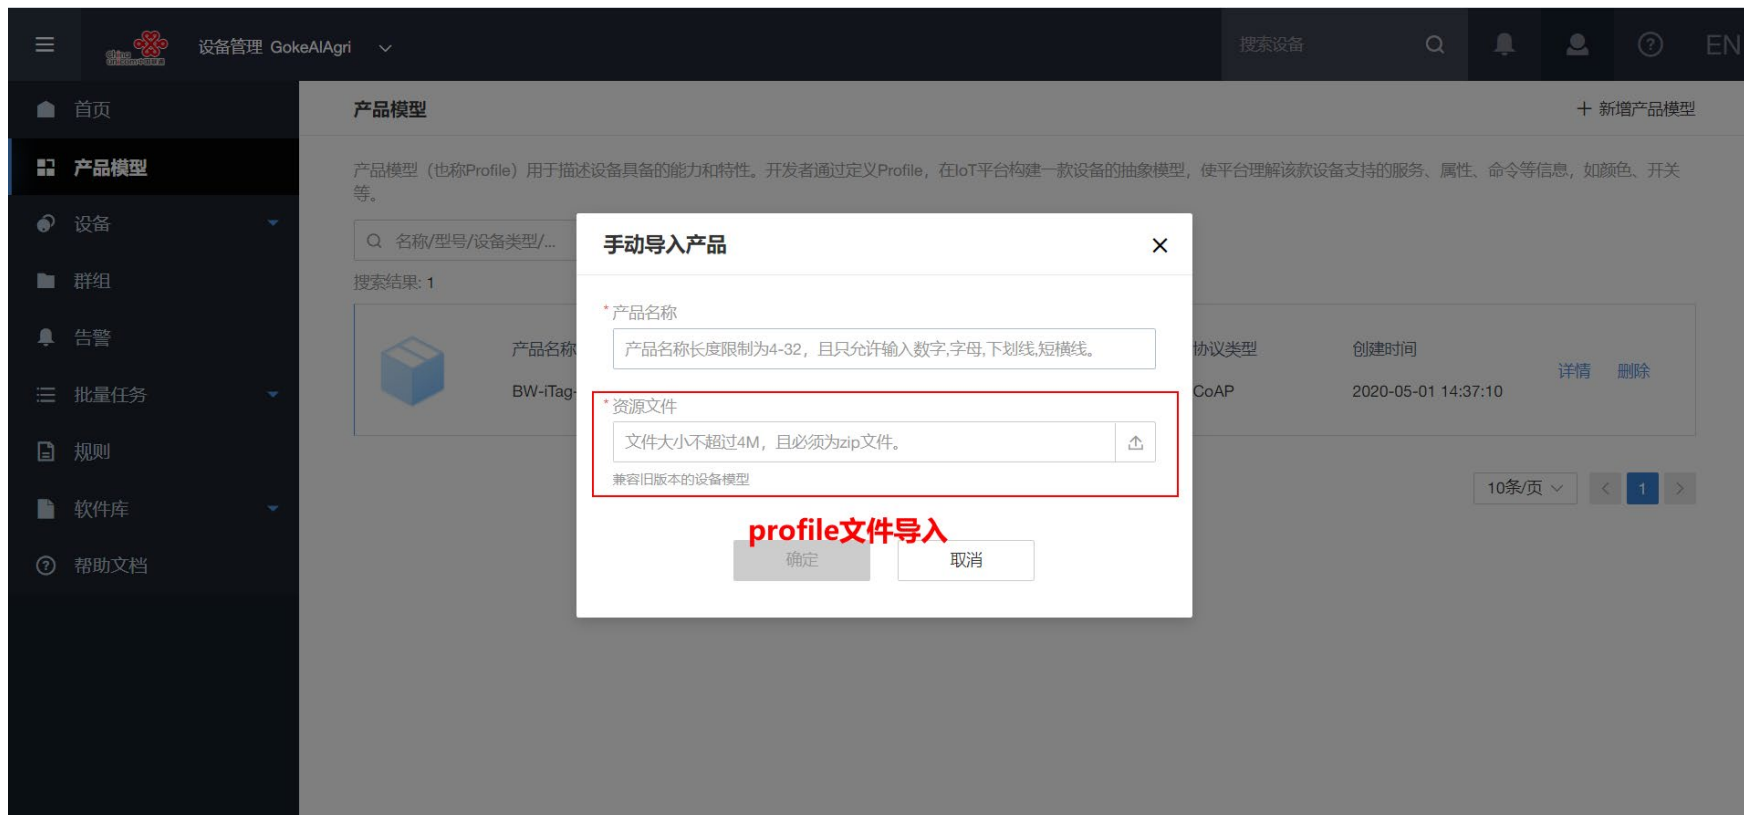 设备管理 GokeAIAgri
搜索设备
EN
首页
产品模型
设备
群组
告警
批量任务
规则
软件库
帮助文档
产品模型
新增产品模型
产品模型（也称Profile）用于描述设备具备的能力和特性。开发者通过定义Profile，在IoT平台构建一款设备的抽象模型，使平台理解该款设备支持的服务、属性、命令等信息，如颜色、开关
等。
名称/型号/设备类型/...
搜索结果: 1
产品名称
BW-iTag-
协议类型
CoAP
创建时间
2020-05-01 14:37:10
详情
删除
10条/页
1
手动导入产品
*产品名称
产品名称长度限制为4-32，且只允许输入数字,字母,下划线,短横线。
*资源文件
文件大小不超过4M，且必须为zip文件。
兼容旧版本的设备模型
profile文件导入
确定
取消